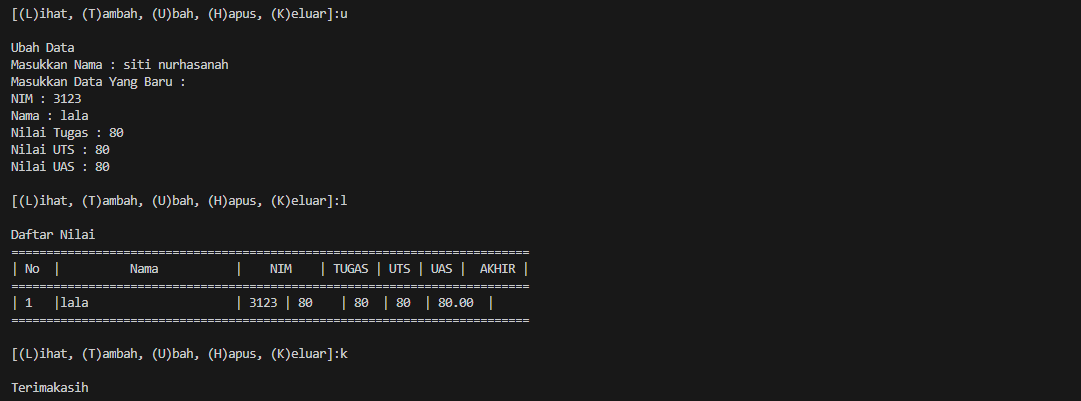 [(L)ihat, (T)ambah, (U)bah, (H)apus, (K)eluar]:u
Ubah Data
Masukkan Nama : siti nurhasanah
Masukkan Data Yang Baru :
NIM : 3123
Nama : lala
Nilai Tugas : 80
Nilai UTS : 80
Nilai UAS : 80
[(L)ihat, (T)ambah, (U)bah, (H)apus, (K)eluar]:l
Daftar Nilai
==========================================================================
| No  |          Nama           |    NIM    | TUGAS | UTS | UAS |  AKHIR |
==========================================================================
| 1   |lala                     | 3123 | 80    | 80  | 80  | 80.00  |
==========================================================================
[(L)ihat, (T)ambah, (U)bah, (H)apus, (K)eluar]:k
Terimakasih